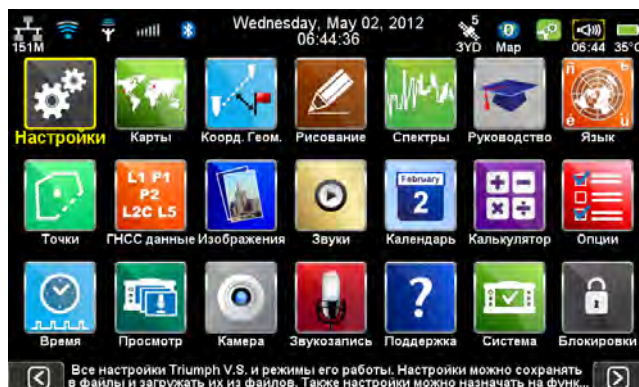 Wednesday, May 02, 2012
06:44:36
151M
5
3YD
0
Map
06:44
35°C
Настройки
Карты
Коорд. Геом.
Рисование
Спектры
Руководство
Язык
ñ
é
L1 P1
P2
L2C L5
February
2
Точки
ГНСС данные
Изображения
Звуки
Календарь
Калькулятор
Опции
?
Время
Просмотр
Камера
Звукозапись
Поддержка
Система
Блокировки
Все настройки Triumph V.S. и режимы его работы. Настройки можно сохранять
в файлы и загружать их из файлов. Также настройки можно назначать на функ...